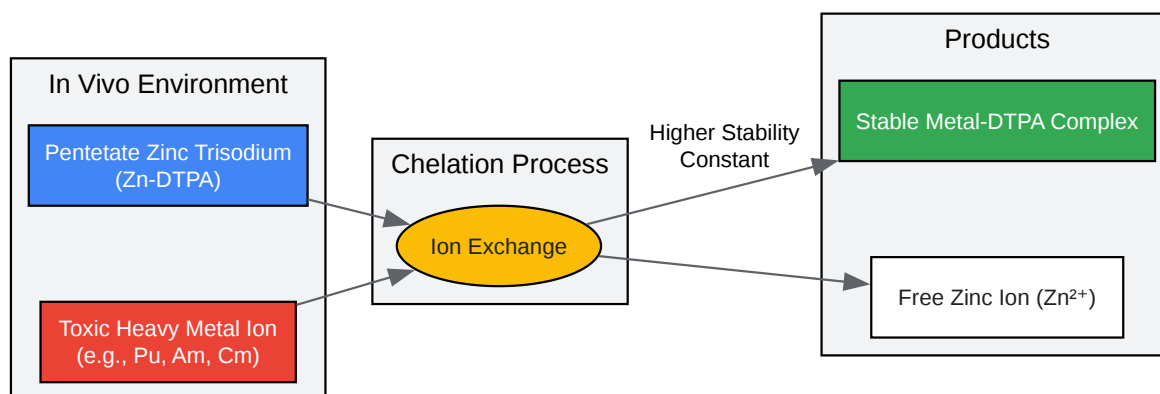 In Vivo Environment
Pentetate Zinc Trisodium
(Zn-DTPA)
Toxic Heavy Metal Ion
(e.g., Pu, Am, Cm)
Chelation Process
Ion Exchange
Higher Stability
Constant
Products
Stable Metal-DTPA Complex
Free Zinc Ion (Zn²⁺)